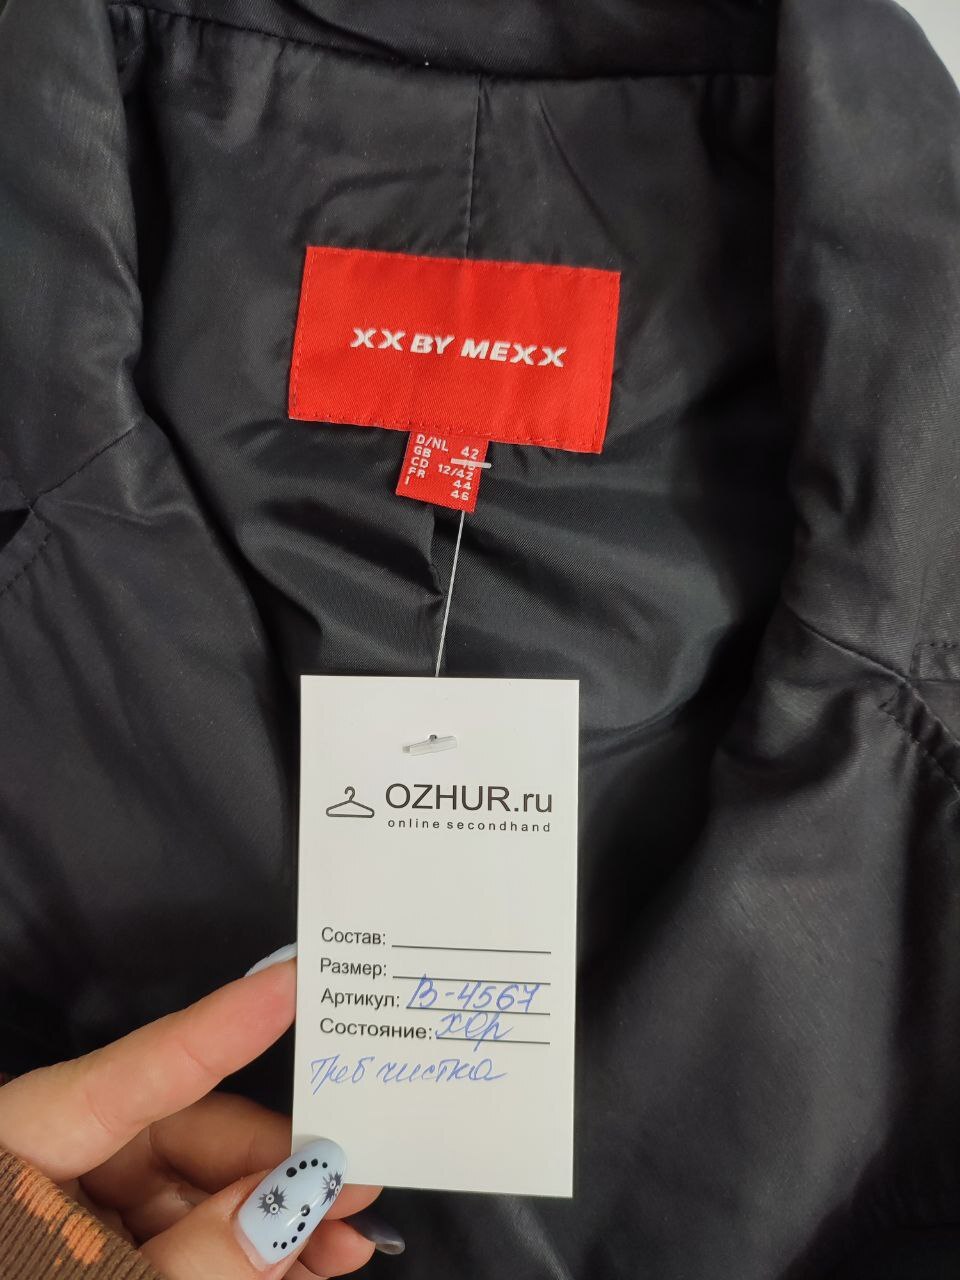 XX BY MEXX
D/NL 42
GB
CD 12/42
FR 44
I 46
OZHUR.ru
online secondhand
Состав:
Размер:
Артикул: В-4567
Состояние: хор
Треб чистка